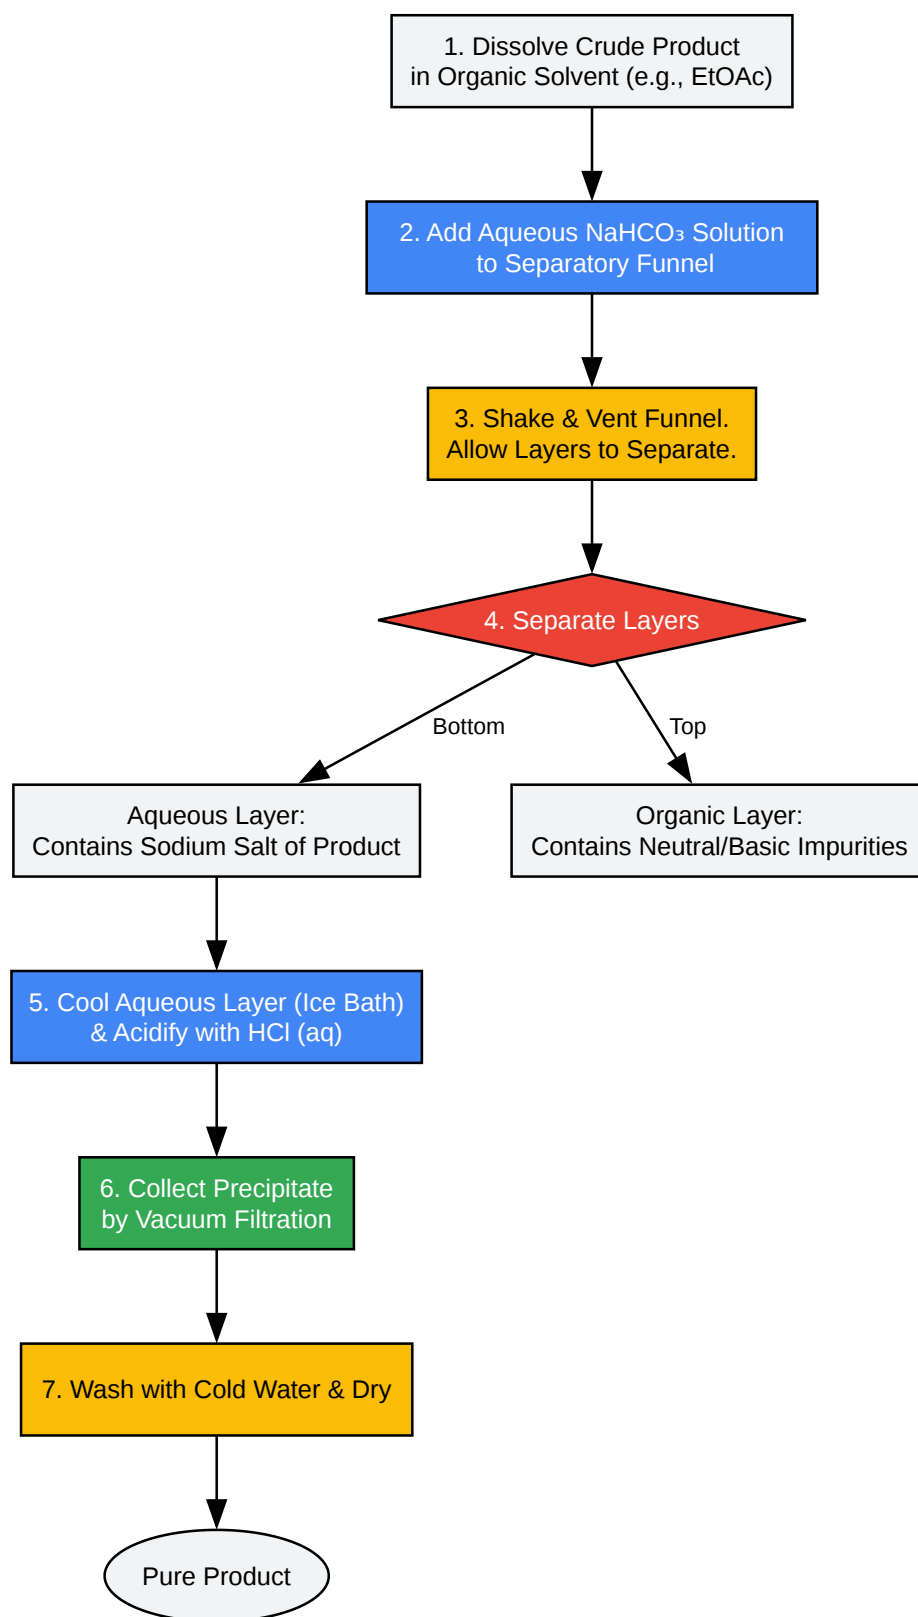 1. Dissolve Crude Product
in Organic Solvent (e.g., EtOAc)
2. Add Aqueous NaHCO₃ Solution
to Separatory Funnel
3. Shake & Vent Funnel.
Allow Layers to Separate.
4. Separate Layers
Bottom
Top
Aqueous Layer:
Contains Sodium Salt of Product
Organic Layer:
Contains Neutral/Basic Impurities
5. Cool Aqueous Layer (Ice Bath)
& Acidify with HCl (aq)
6. Collect Precipitate
by Vacuum Filtration
7. Wash with Cold Water & Dry
Pure Product